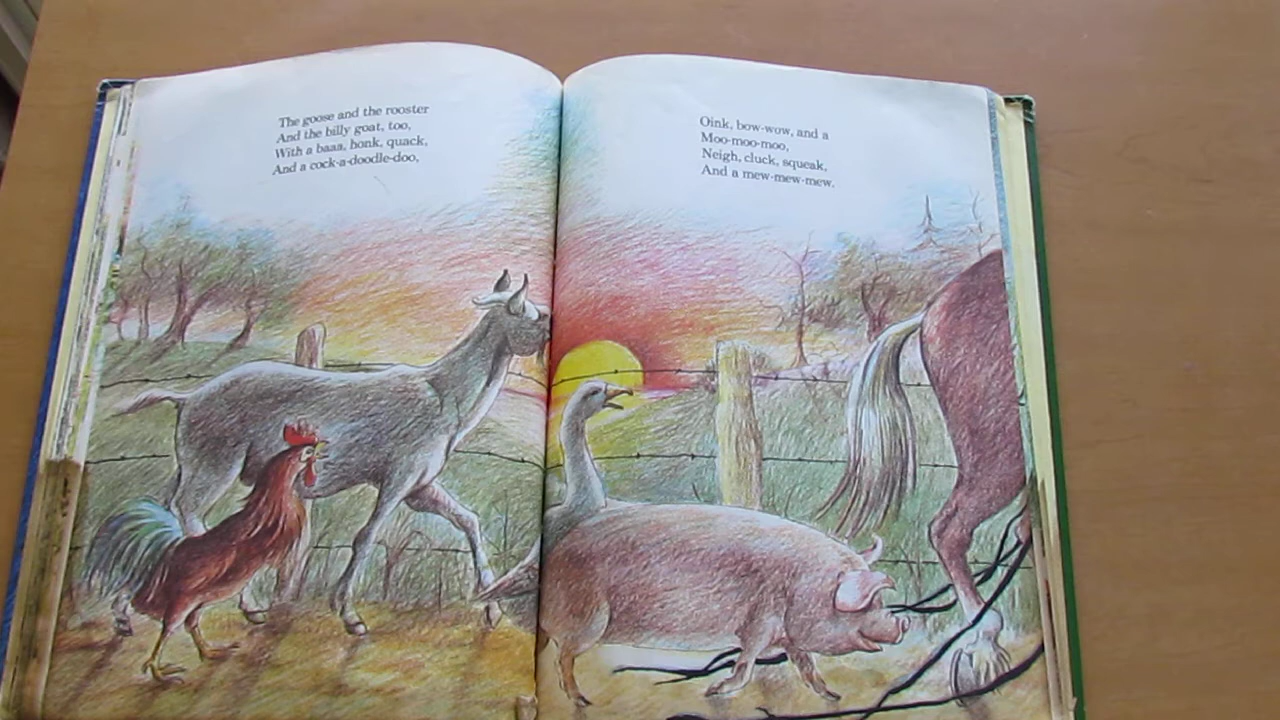 The goose and the rooster
And the billy goat, too,
With a baaa, honk, quack,
And a cock-a-doodle-doo,
Oink, bow-wow, and a
Moo-moo-moo,
Neigh, cluck, squeak,
And a mew-mew-mew.